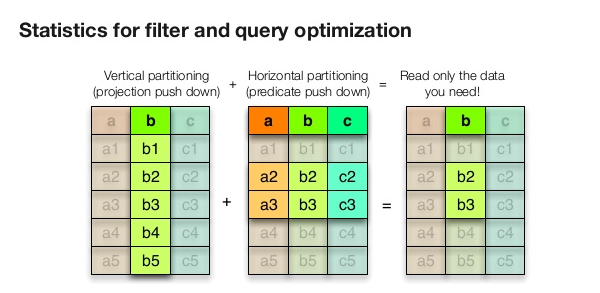 Statistics for filter and query optimization
Vertical partitioning
(projection push down)
+
Horizontal partitioning
(predicate push down)
=
Read only the data
you need!
a b c
a1 b1 c1
a2 b2 c2
a3 b3 c3
a4 b4 c4
a5 b5 c5
+
a b c
a1 b1 c1
a2 b2 c2
a3 b3 c3
a4 b4 c4
a5 b5 c5
=
a b c
a1 b1 c1
a2 b2 c2
a3 b3 c3
a4 b4 c4
a5 b5 c5